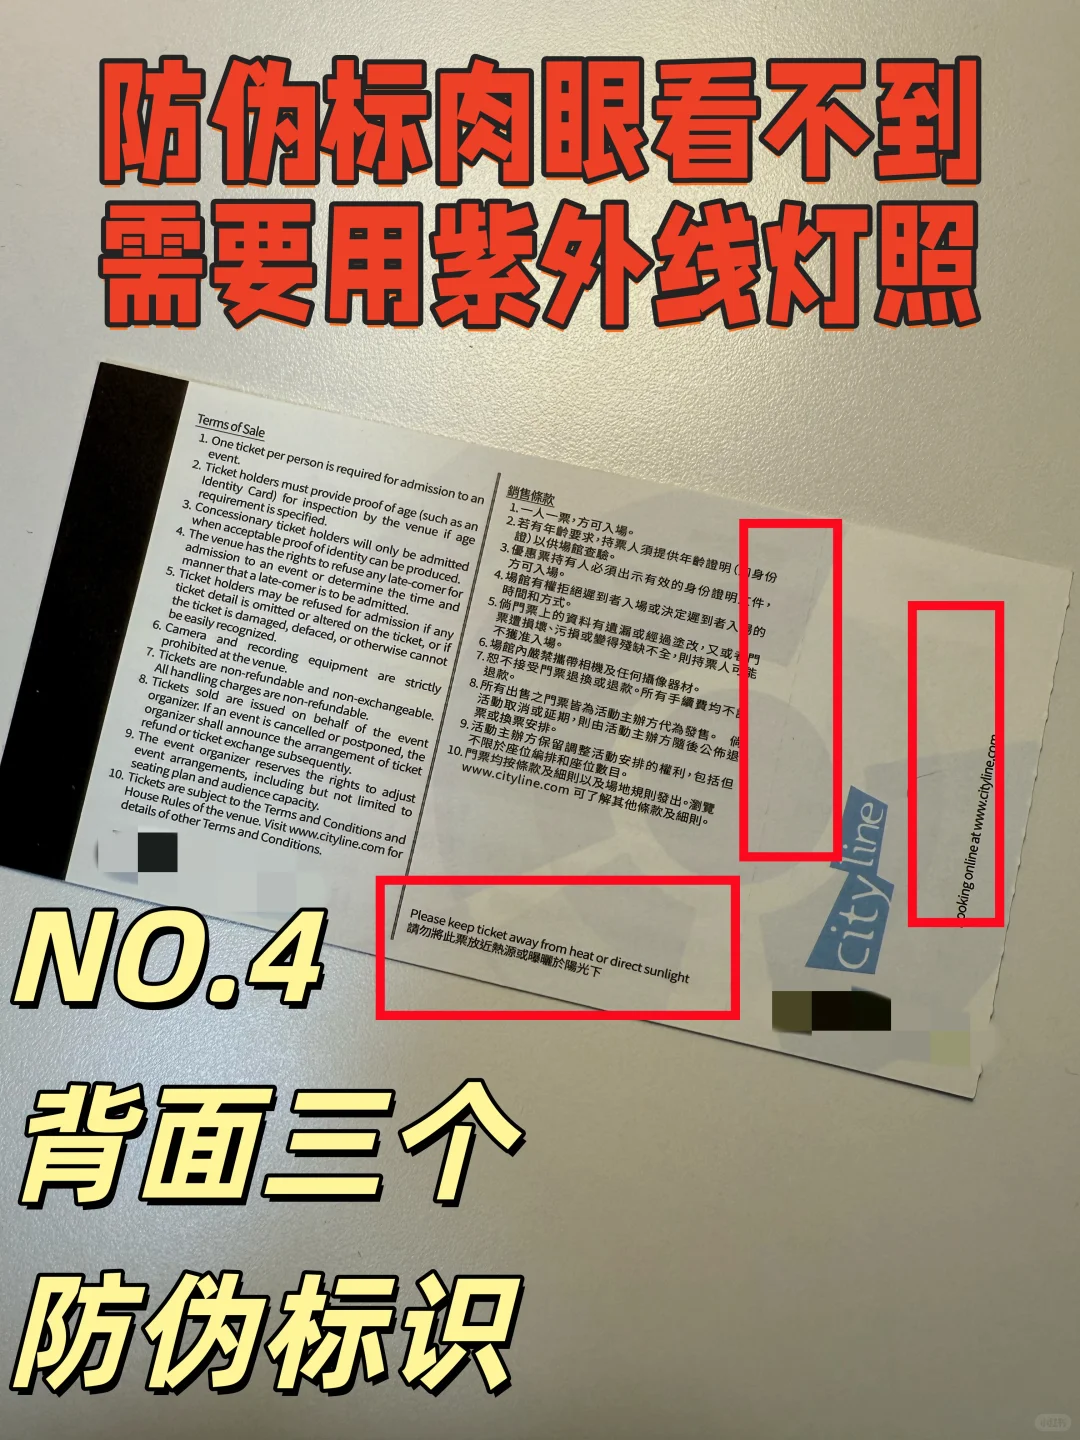 防伪标肉眼看不到
需要用紫外线灯照
Terms of Sale
1. One ticket per person is required for admission to an
event.
2. Ticket holders must provide proof of age (such as an
Identity Card) for inspection by the venue if age
requirement is specified.
3. Concessionary ticket holders will only be admitted
when acceptable proof of identity can be produced.
4. The venue has the rights to refuse any late-comer for
admission to an event or determine the time and
manner that a late-comer is to be admitted.
5. Ticket holders may be refused for admission if any
ticket detail is omitted or altered on the ticket, or if
the ticket is damaged, defaced, or otherwise cannot
be easily recognized.
6. Camera and recording equipment are strictly
prohibited at the venue.
7. Tickets are non-refundable and non-exchangeable.
All handling charges are non-refundable.
8. Tickets sold are issued on behalf of the event
organizer. If an event is cancelled or postponed, the
organizer shall announce the arrangement of ticket
refund or ticket exchange subsequently.
9. The event organizer reserves the rights to adjust
event arrangements, including but not limited to
seating plan and audience capacity.
10. Tickets are subject to the Terms and Conditions and
House Rules of the venue. Visit www.cityline.com for
details of other Terms and Conditions.
銷售條款
1.一人一票，方可入場。
2.若有年齡要求，持票人須提供年齡證明（如身份
證）以供場館查驗。
3.優惠票持有人必須出示有效的身份證明文件，
方可入場。
4.場館有權拒絕遲到者入場或決定遲到者入場的
時間和方式。
5.倘門票上的資料有遺漏或經過塗改，又或者門
票遭損壞、污損或變得殘缺不全，則持票人可能
不獲准入場。
6.場館內嚴禁攜帶相機及任何攝像器材。
7.恕不接受門票退換或退款。所有手續費均不
退款。
8.所有出售之門票皆為活動主辦方代為發售。倘
活動取消或延期，則由活動主辦方隨後公佈退
票或換票安排。
9.活動主辦方保留調整活動安排的權利，包括但
不限於座位編排和座位數目。
10.門票均按條款及細則以及場地規則發出。瀏覽
www.cityline.com 可了解其他條款及細則。
Please keep ticket away from heat or direct sunlight
請勿將此票放近熱源或曝曬於陽光下
cityline
ooking online at www.cityline.com
NO.4
背面三个
防伪标识